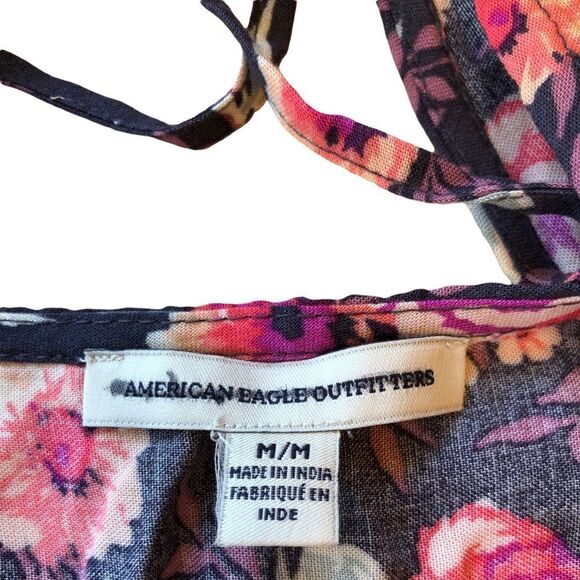 AMERICAN EAGLE OUTFITTERS
M/M
MADE IN INDIA
FABRIQUÉ EN
INDE